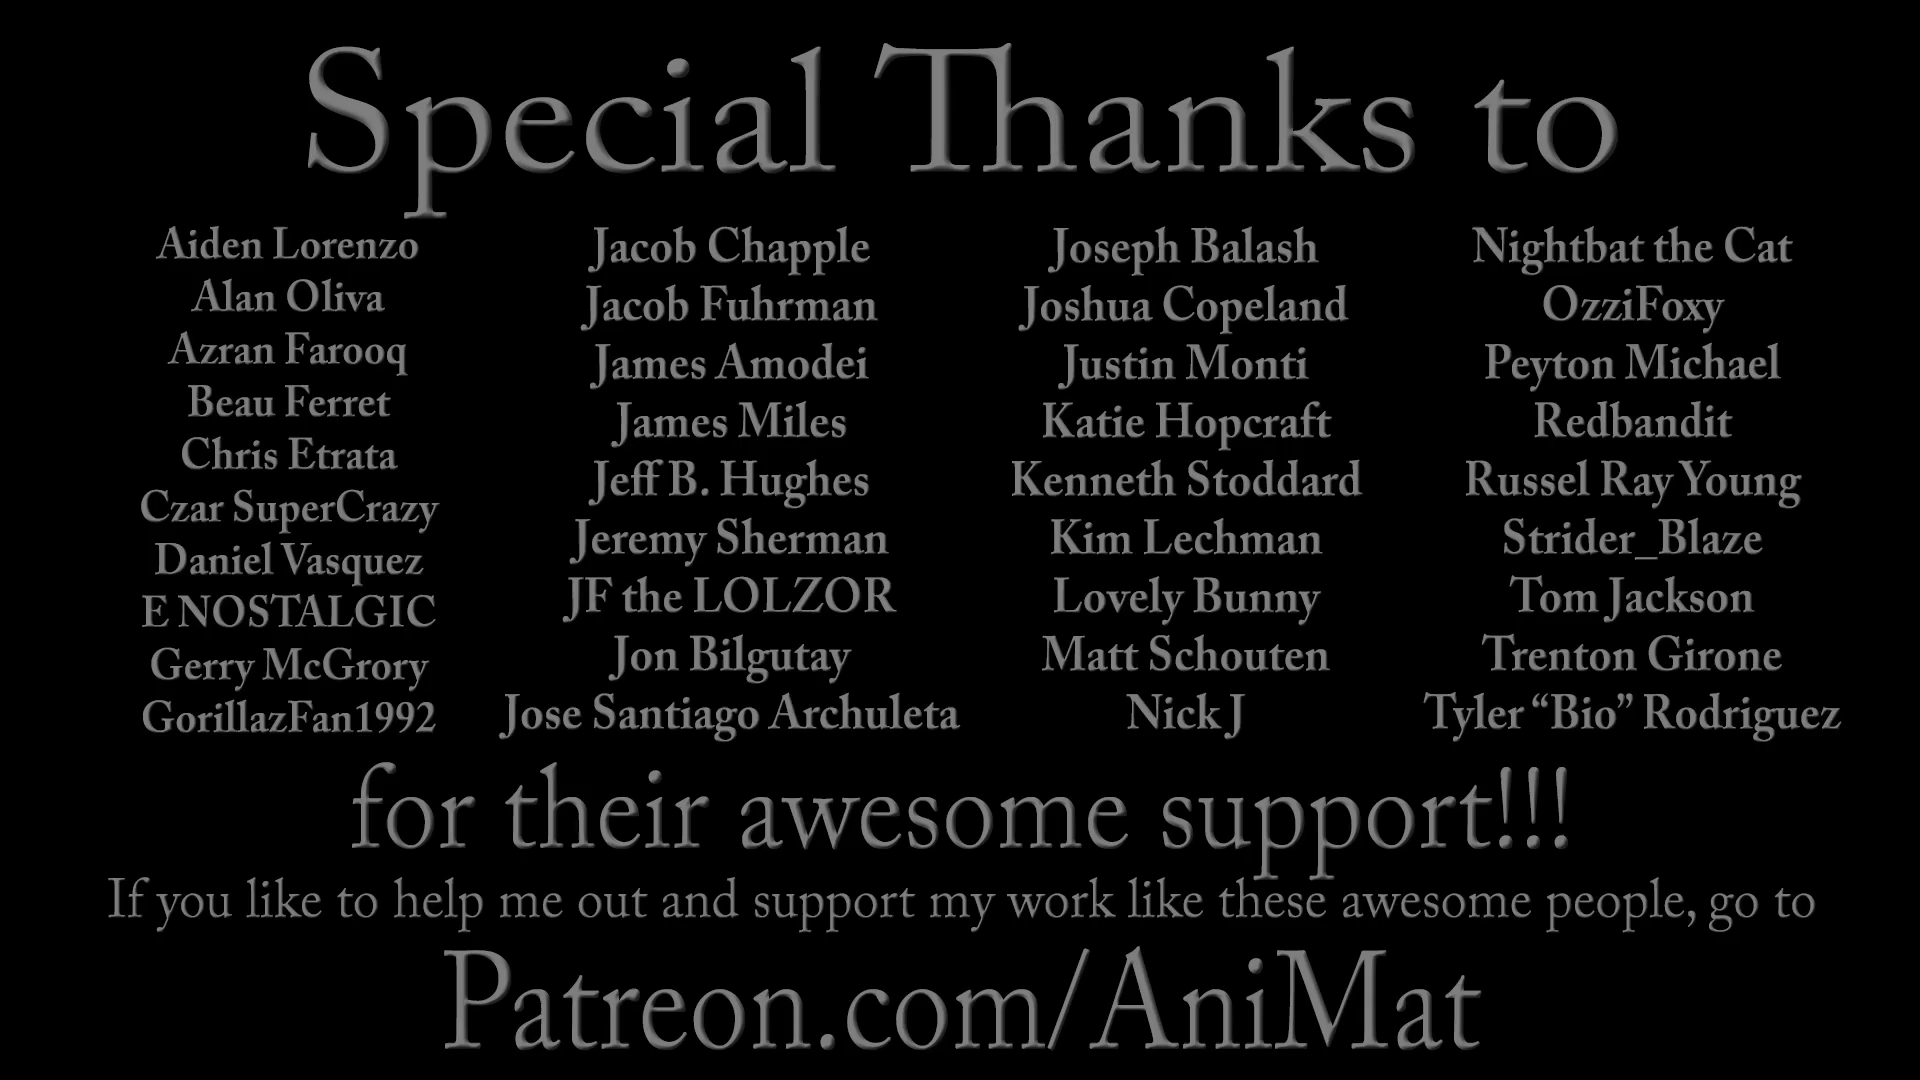 Special Thanks to
Aiden Lorenzo
Alan Oliva
Azran Farooq
Beau Ferret
Chris Etrata
Czar SuperCrazy
Daniel Vasquez
E NOSTALGIC
Gerry McGrory
GorillazFan1992
Jacob Chapple
Jacob Fuhrman
James Amodei
James Miles
Jeff B. Hughes
Jeremy Sherman
JF the LOLZOR
Jon Bilgutay
Jose Santiago Archuleta
Joseph Balash
Joshua Copeland
Justin Monti
Katie Hopcraft
Kenneth Stoddard
Kim Lechman
Lovely Bunny
Matt Schouten
Nick J
Nightbat the Cat
OzziFoxy
Peyton Michael
Redbandit
Russel Ray Young
Strider_Blaze
Tom Jackson
Trenton Girone
Tyler “Bio” Rodriguez
for their awesome support!!!
If you like to help me out and support my work like these awesome people, go to
Patreon.com/AniMat